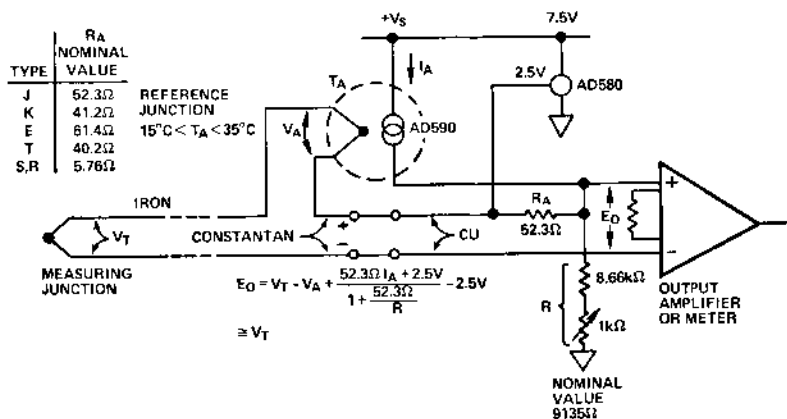 +VS
7.5V
RA
NOMINAL
TYPE VALUE
J 52.3Ω
K 41.2Ω
E 61.4Ω
T 40.2Ω
S,R 5.76Ω
REFERENCE
JUNCTION
15°C < TA < 35°C
TA
IA
2.5V
AD580
VA
AD590
IRON
VT
CONSTANTAN
+
−
CU
RA
52.3Ω
EO
+
−
MEASURING
JUNCTION
EO = VT - VA + 52.3Ω IA + 2.5V / 1 + 52.3Ω / R - 2.5V
≅ VT
8.66kΩ
R
1kΩ
OUTPUT
AMPLIFIER
OR METER
NOMINAL
VALUE
9135Ω